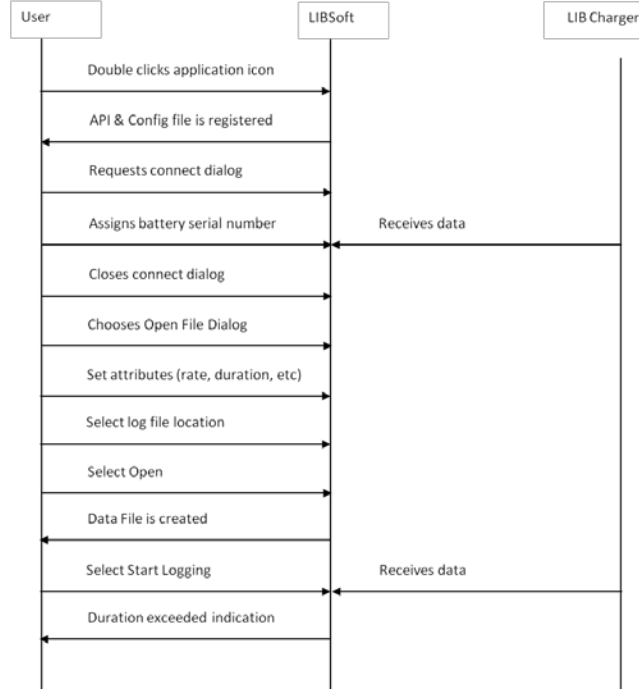 User
LIBSoft
LIB Charger
Double clicks application icon
API & Config file is registered
Requests connect dialog
Assigns battery serial number
Receives data
Closes connect dialog
Chooses Open File Dialog
Set attributes (rate, duration, etc)
Select log file location
Select Open
Data File is created
Select Start Logging
Receives data
Duration exceeded indication